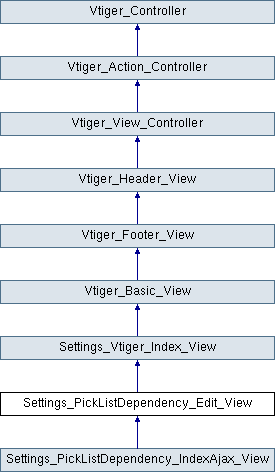 Vtiger_Controller
Vtiger_Action_Controller
Vtiger_View_Controller
Vtiger_Header_View
Vtiger_Footer_View
Vtiger_Basic_View
Settings_Vtiger_Index_View
Settings_PickListDependency_Edit_View
Settings_PickListDependency_IndexAjax_View